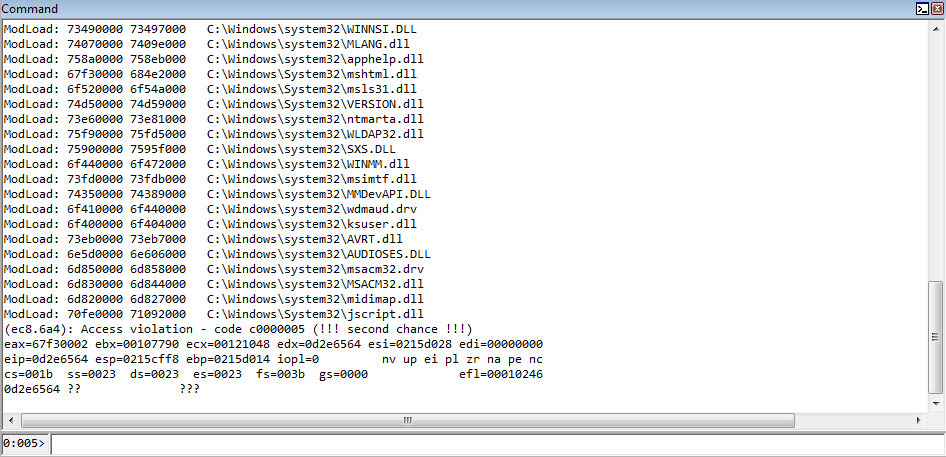 Command
ModLoad: 73490000 73497000   C:\Windows\system32\WINNSI.DLL
ModLoad: 74070000 7409e000   C:\Windows\system32\MLANG.dll
ModLoad: 758a0000 758eb000   C:\Windows\system32\apphelp.dll
ModLoad: 67f30000 684e2000   C:\Windows\system32\mshtml.dll
ModLoad: 6f520000 6f54a000   C:\Windows\System32\msls31.dll
ModLoad: 74d50000 74d59000   C:\Windows\System32\VERSION.dll
ModLoad: 73e60000 73e81000   C:\Windows\system32\ntmarta.dll
ModLoad: 75f90000 75fd5000   C:\Windows\system32\WLDAP32.dll
ModLoad: 75900000 7595f000   C:\Windows\system32\SXS.DLL
ModLoad: 6f440000 6f472000   C:\Windows\system32\WINMM.dll
ModLoad: 73fd0000 73fdb000   C:\Windows\system32\msimtf.dll
ModLoad: 74350000 74389000   C:\Windows\system32\MMDevAPI.DLL
ModLoad: 6f410000 6f440000   C:\Windows\system32\wdmaud.drv
ModLoad: 6f400000 6f404000   C:\Windows\system32\ksuser.dll
ModLoad: 73eb0000 73eb7000   C:\Windows\system32\AVRT.dll
ModLoad: 6e5d0000 6e606000   C:\Windows\system32\AUDIOSES.DLL
ModLoad: 6d850000 6d858000   C:\Windows\system32\msacm32.drv
ModLoad: 6d830000 6d844000   C:\Windows\system32\MSACM32.dll
ModLoad: 6d820000 6d827000   C:\Windows\system32\midimap.dll
ModLoad: 70fe0000 71092000   C:\Windows\system32\jscript.dll
(ec8.6a4): Access violation - code c0000005 (!!! second chance !!!)
eax=67f30002 ebx=00107790 ecx=00121048 edx=0d2e6564 esi=0215d028 edi=00000000
eip=0d2e6564 esp=0215cff8 ebp=0215d014 iopl=0         nv up ei pl zr na pe nc
cs=001b  ss=0023  ds=0023  es=0023  fs=003b  gs=0000             efl=00010246
0d2e6564 ??              ???
0:005>